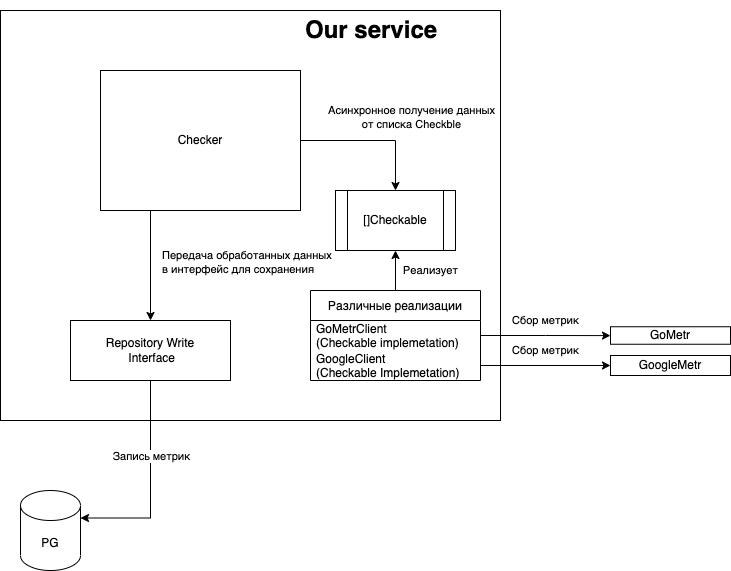 Our service
Checker
Асинхронное получение данных
от списка Checkble
[]Checkable
Передача обработанных данных
в интерфейс для сохранения
Реализует
Различные реализации
GoMetrClient
(Checkable implemetation)
GoogleClient
(Checkable Implemetation)
Сбор метрик
GoMetr
Сбор метрик
GoogleMetr
Repository Write
Interface
Запись метрик
PG